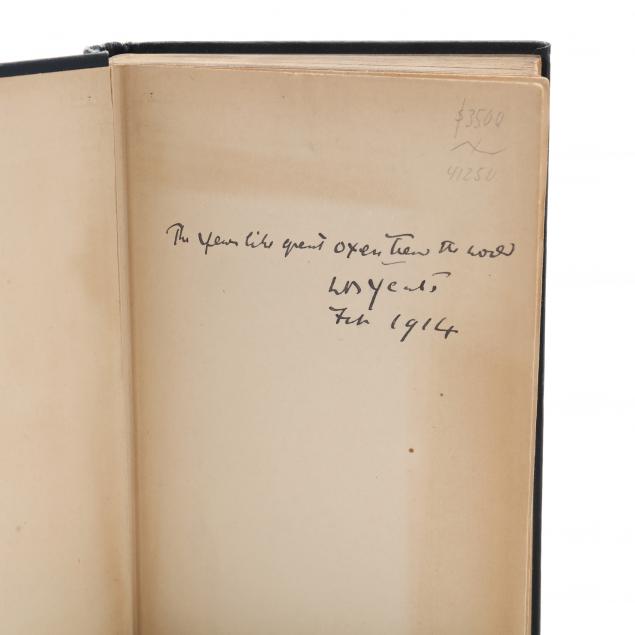 $3500
41250
The years like great oxen tread the world
WB Yeats
Feb 1914